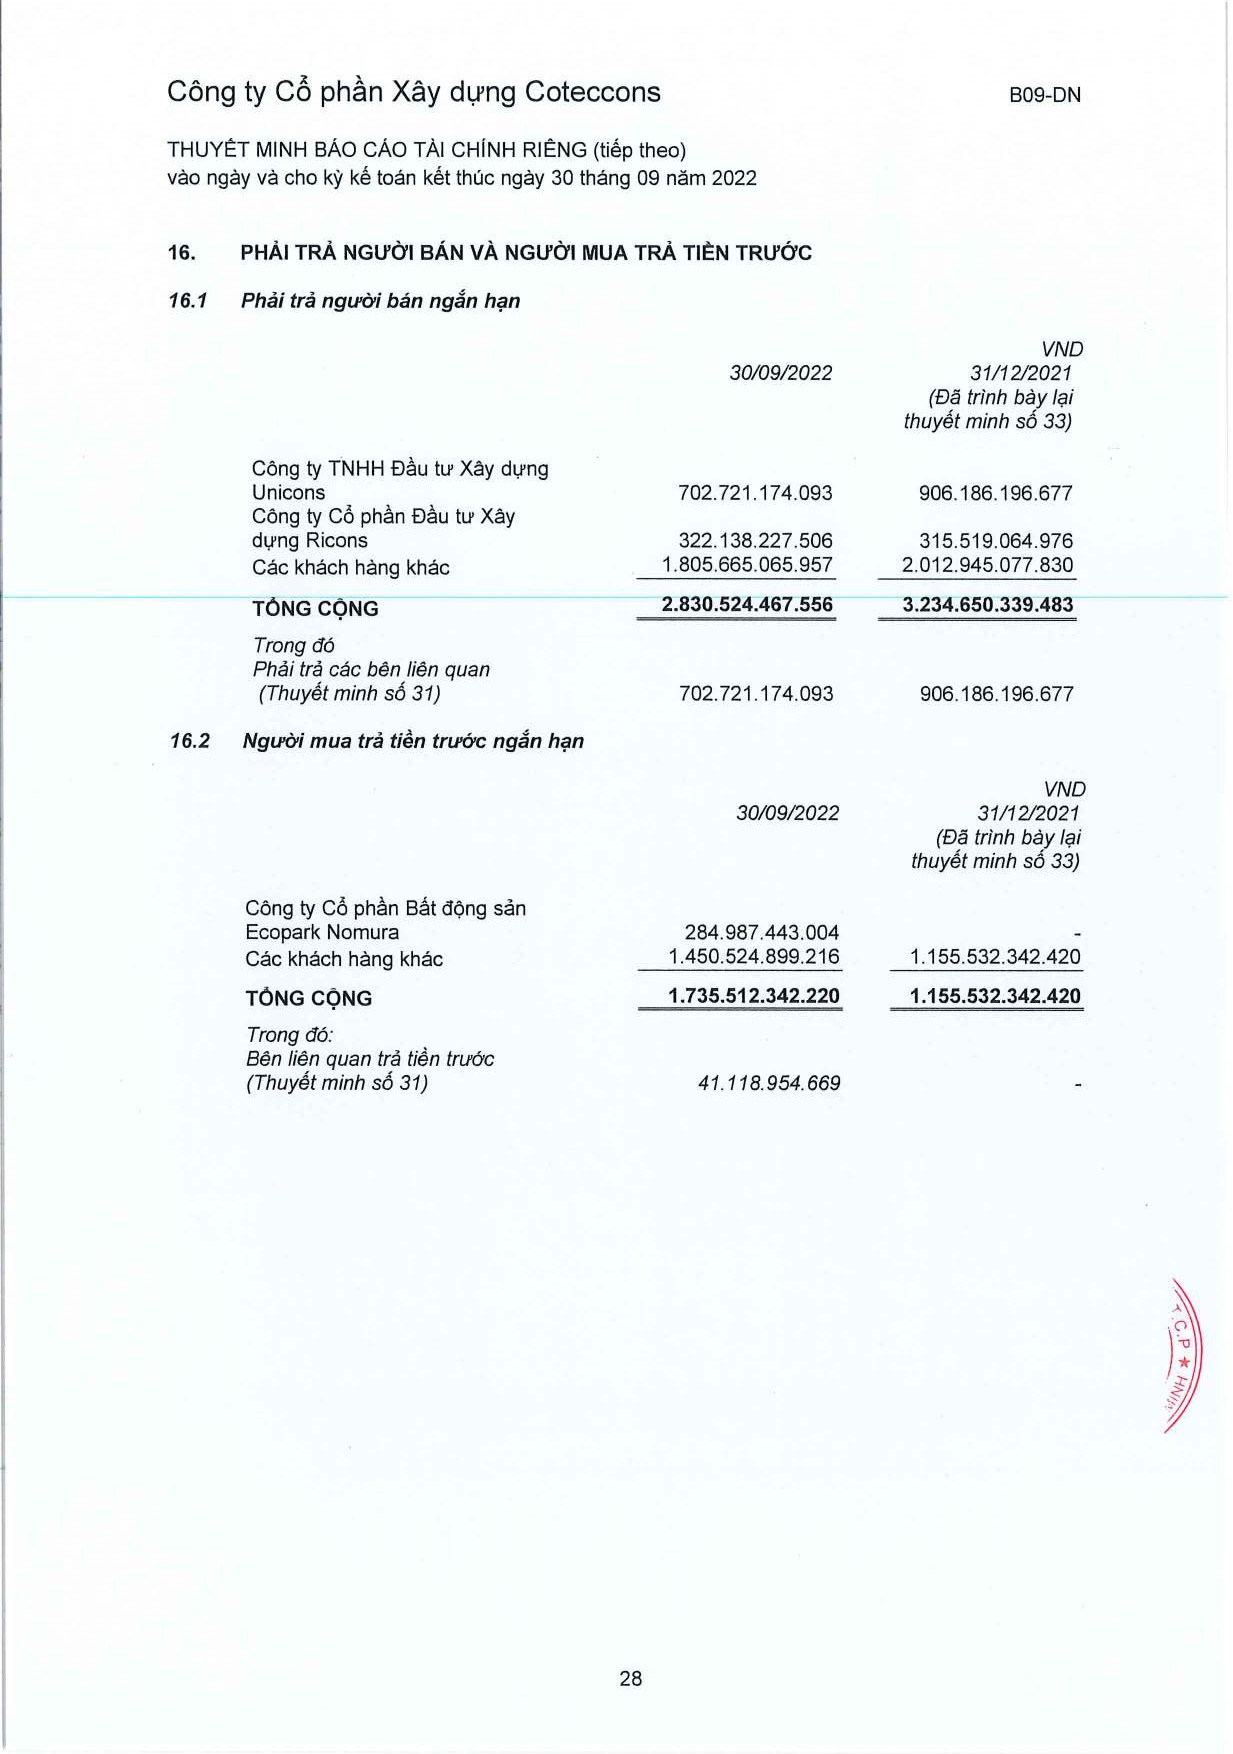 Công ty Cổ phần Xây dựng Coteccons B09-DN
THUYẾT MINH BÁO CÁO TÀI CHÍNH RIÊNG (tiếp theo)
vào ngày và cho kỳ kế toán kết thúc ngày 30 tháng 09 năm 2022
16. PHẢI TRẢ NGƯỜI BÁN VÀ NGƯỜI MUA TRẢ TIỀN TRƯỚC
16.1 Phải trả người bán ngắn hạn
VND
30/09/2022 31/12/2021
(Đã trình bày lại
thuyết minh số 33)
Công ty TNHH Đầu tư Xây dựng
Unicons 702.721.174.093 906.186.196.677
Công ty Cổ phần Đầu tư Xây
dựng Ricons 322.138.227.506 315.519.064.976
Các khách hàng khác 1.805.665.065.957 2.012.945.077.830
TỔNG CỘNG 2.830.524.467.556 3.234.650.339.483
Trong đó
Phải trả các bên liên quan
(Thuyết minh số 31) 702.721.174.093 906.186.196.677
16.2 Người mua trả tiền trước ngắn hạn
VND
30/09/2022 31/12/2021
(Đã trình bày lại
thuyết minh số 33)
Công ty Cổ phần Bất động sản
Ecopark Nomura 284.987.443.004 -
Các khách hàng khác 1.450.524.899.216 1.155.532.342.420
TỔNG CỘNG 1.735.512.342.220 1.155.532.342.420
Trong đó:
Bên liên quan trả tiền trước
(Thuyết minh số 31) 41.118.954.669 -
T.C.P ★ MINH
28